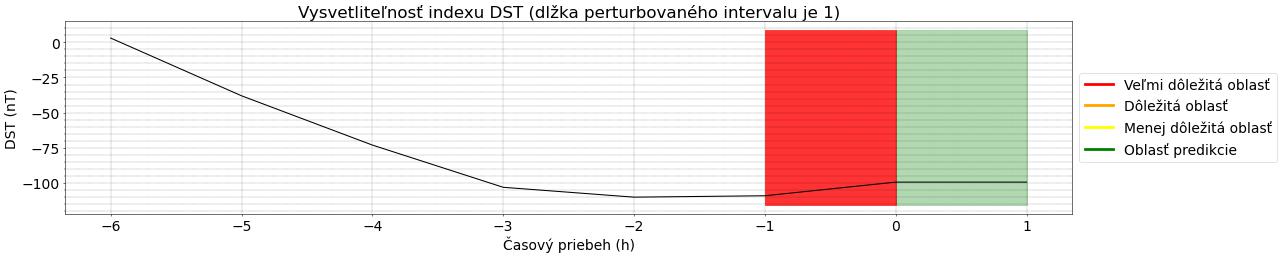 Vysvetliteľnosť indexu DST (dĺžka perturbovaného intervalu je 1)
DST (nT)
0
−25
−50
−75
−100
−6
−5
−4
−3
−2
−1
0
1
Časový priebeh (h)
Veľmi dôležitá oblasť
Dôležitá oblasť
Menej dôležitá oblasť
Oblasť predikcie